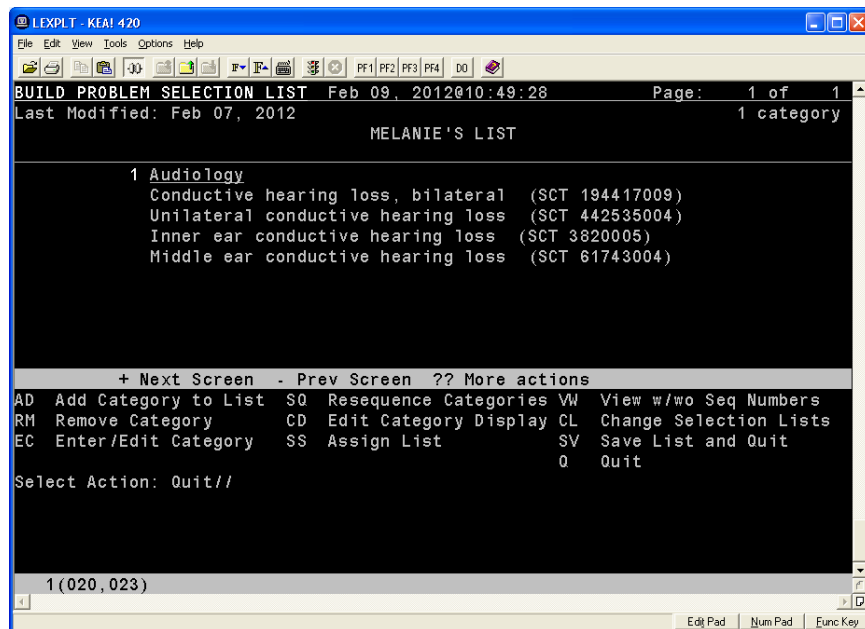 LEXPLT - KEA! 420
File Edit View Tools Options Help
PF1 PF2 PF3 PF4 DO
BUILD PROBLEM SELECTION LIST Feb 09, 2012@10:49:28 Page: 1 of 1
Last Modified: Feb 07, 2012 1 category
MELANIE'S LIST
1 Audiology
Conductive hearing loss, bilateral (SCT 194417009)
Unilateral conductive hearing loss (SCT 442535004)
Inner ear conductive hearing loss (SCT 3820005)
Middle ear conductive hearing loss (SCT 61743004)
+ Next Screen - Prev Screen ?? More actions
AD Add Category to List SQ Resequence Categories VW View w/wo Seq Numbers
RM Remove Category CD Edit Category Display CL Change Selection Lists
EC Enter/Edit Category SS Assign List SV Save List and Quit
Q Quit
Select Action: Quit//
1(020,023)
Edit Pad Num Pad Func Key